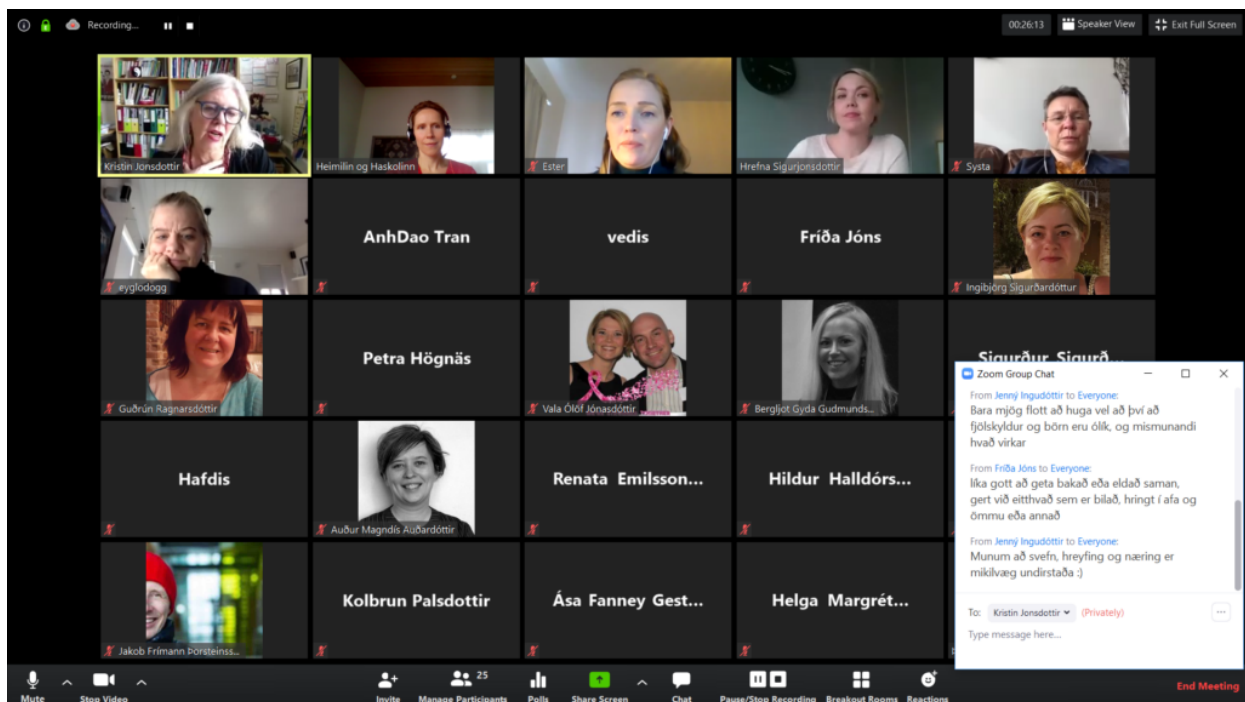 Recording...
00:26:13
Speaker View
Exit Full Screen
Kristin Jonsdottir
Heimilin og Haskolinn
Ester
Hrefna Sigurjonsdottir
Systa
eyglodogg
AnhDao Tran
vedis
Fríða Jóns
Ingibjörg Sigurðardóttur
Guðrún Ragnarsdóttir
Petra Högnäs
Vala Ólöf Jónasdóttir
Bergljot Gyda Gudmunds...
Sigurður Sigurð...
Hafdis
Auður Magndís Auðardóttir
Renata Emilsson...
Hildur Halldórs...
Jakob Frímann Þorsteinss...
Kolbrun Palsdottir
Ása Fanney Gest...
Helga Margrét...
Zoom Group Chat
From Jenný Ingudóttir to Everyone:
Bara mjög flott að huga vel að því að
fjölskyldur og börn eru ólík, og mismunandi
hvað virkar
From Fríða Jóns to Everyone:
líka gott að geta bakað eða eldað saman,
gert við eitthvað sem er bilað, hringt í afa og
ömmu eða annað
From Jenný Ingudóttir to Everyone:
Munum að svefn, hreyfing og næring er
mikilvæg undirstaða :)
To: Kristin Jonsdottir (Privately)
Type message here...
Mute
Stop Video
Invite
25
Manage Participants
Polls
Share Screen
Chat
Pause/Stop Recording
Breakout Rooms
Reactions
End Meeting